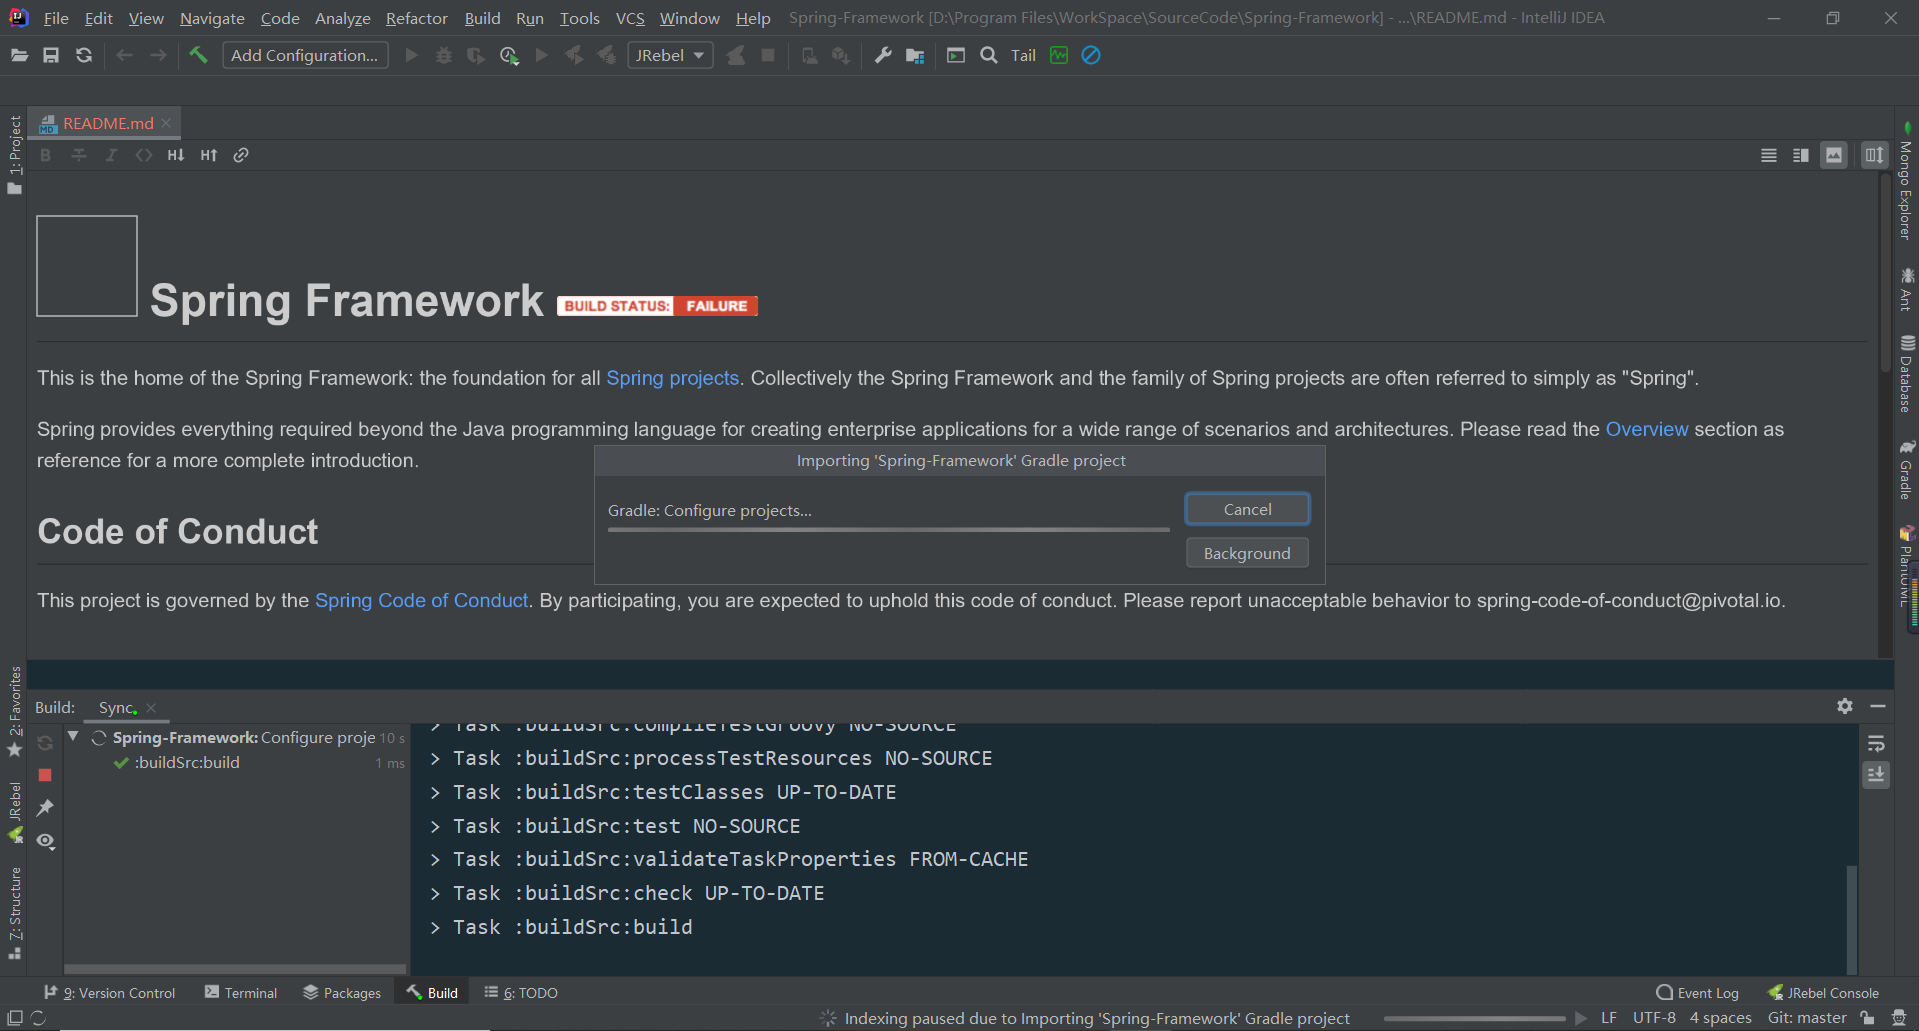 File Edit View Navigate Code Analyze Refactor Build Run Tools VCS Window Help Spring-Framework [D:\Program Files\WorkSpace\SourceCode\Spring-Framework] - ...\README.md - IntelliJ IDEA
Add Configuration... JRebel Tail
README.md
B I <> H↓ H↑
1: Project
2: Favorites
JRebel
Z: Structure
Mongo Explorer
Ant
Database
Gradle
PlantUML
Spring Framework BUILD STATUS: FAILURE
This is the home of the Spring Framework: the foundation for all Spring projects. Collectively the Spring Framework and the family of Spring projects are often referred to simply as "Spring".
Spring provides everything required beyond the Java programming language for creating enterprise applications for a wide range of scenarios and architectures. Please read the Overview section as
reference for a more complete introduction.
Importing 'Spring-Framework' Gradle project
Gradle: Configure projects...
Cancel
Background
Code of Conduct
This project is governed by the Spring Code of Conduct. By participating, you are expected to uphold this code of conduct. Please report unacceptable behavior to spring-code-of-conduct@pivotal.io.
Build: Sync
Spring-Framework: Configure proje 10 s
:buildSrc:build 1 ms
> Task :buildSrc:compileTestGroovy NO-SOURCE
> Task :buildSrc:processTestResources NO-SOURCE
> Task :buildSrc:testClasses UP-TO-DATE
> Task :buildSrc:test NO-SOURCE
> Task :buildSrc:validateTaskProperties FROM-CACHE
> Task :buildSrc:check UP-TO-DATE
> Task :buildSrc:build
9: Version Control Terminal Packages Build 6: TODO Event Log JRebel Console
Indexing paused due to Importing 'Spring-Framework' Gradle project LF UTF-8 4 spaces Git: master